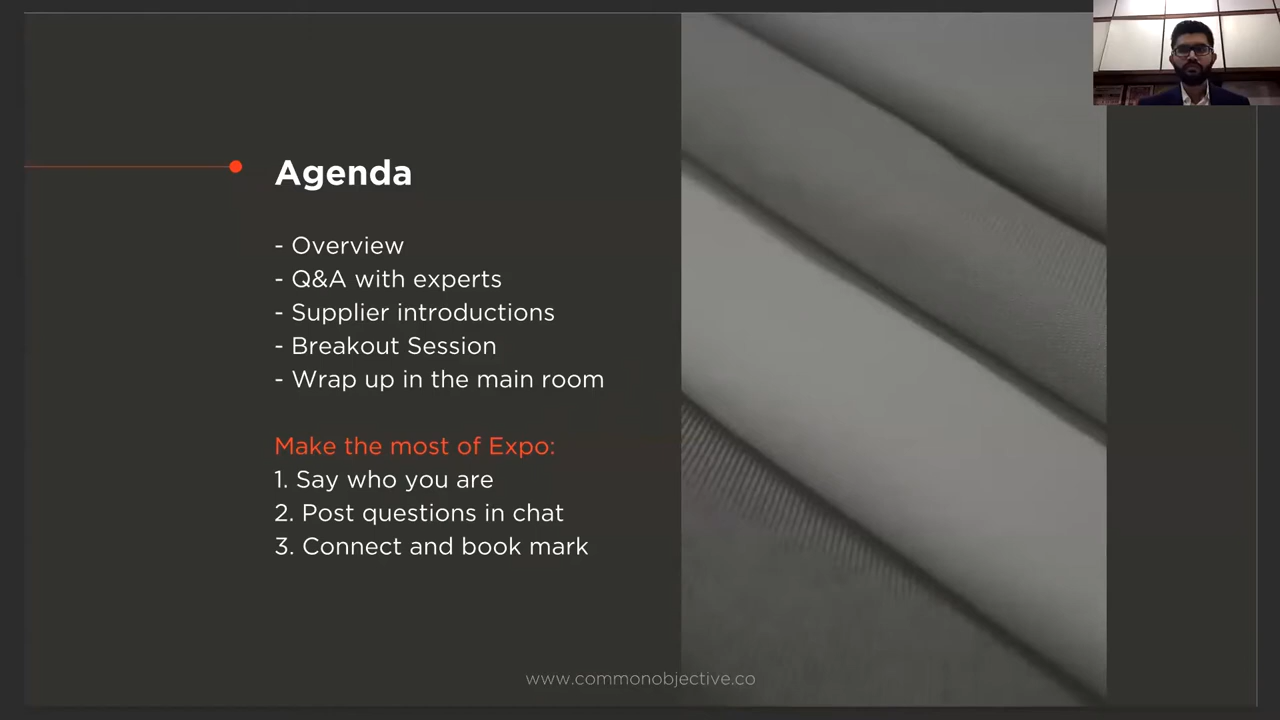 Agenda
- Overview
- Q&A with experts
- Supplier introductions
- Breakout Session
- Wrap up in the main room
Make the most of Expo:
1. Say who you are
2. Post questions in chat
3. Connect and book mark
www.commonobjective.co